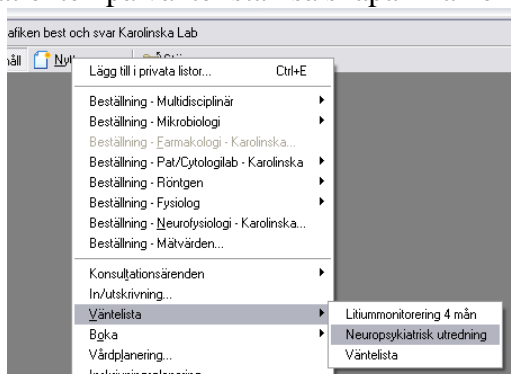 afiken best och svar Karolinska Lab
Lägg till i privata listor... Ctrl+E
Beställning - Multidisciplinär
Beställning - Mikrobiologi
Beställning - Farmakologi - Karolinska...
Beställning - Pat/Cytologilab - Karolinska
Beställning - Röntgen
Beställning - Fysiolog
Beställning - Neurofysiologi - Karolinska...
Beställning - Mätvärden...
Konsultationsärenden
In/utskrivning...
Väntelista
Boka
Vårdplanering...
Litiummonitorering 4 mån
Neuropsykiatrisk utredning
Väntelista